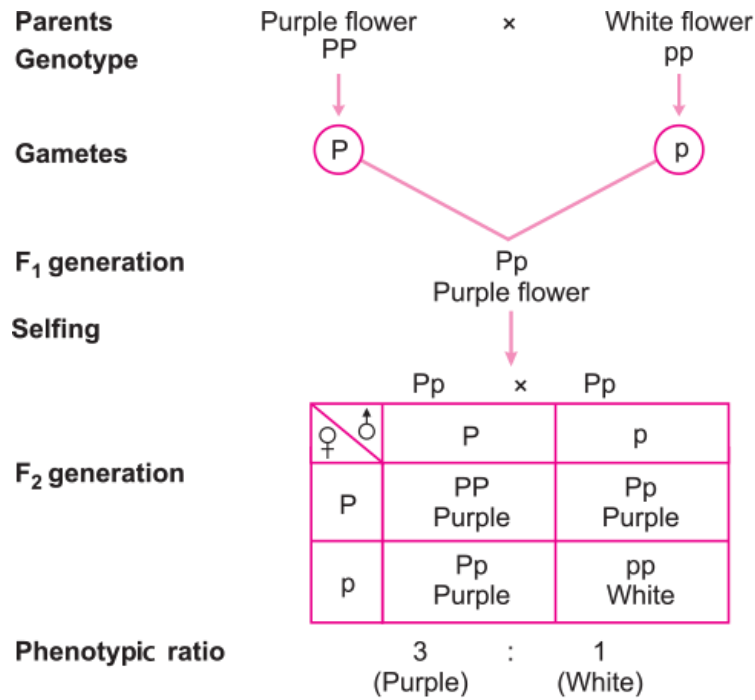 Parents Purple flower × White flower
Genotype PP pp
Gametes P p
F₁ generation Pp
Purple flower
Selfing
Pp × Pp
♀ ♂ P p
F₂ generation
P PP Pp
Purple Purple
p Pp pp
Purple White
Phenotypic ratio 3 : 1
(Purple) (White)